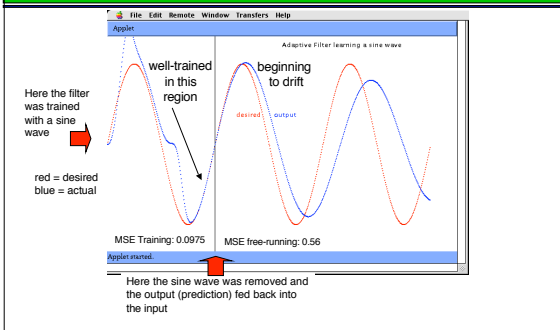 File Edit Remote Window Transfers Help
Applet
Adaptive Filter learning a sine wave
well-trained
in this
region
beginning
to drift
Here the filter
was trained
with a sine
wave
desired output
red = desired
blue = actual
MSE Training: 0.0975
MSE free-running: 0.56
Applet started.
Here the sine wave was removed and
the output (prediction) fed back into
the input